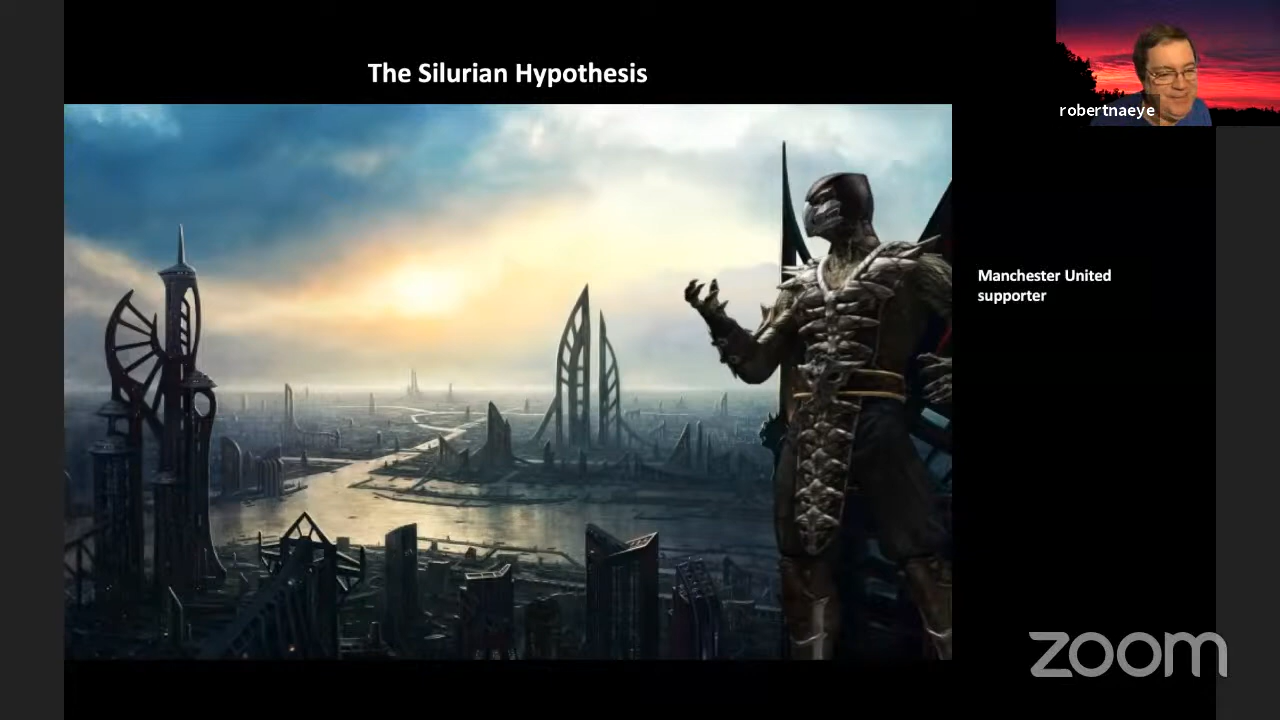 The Silurian Hypothesis
robertnaeye
Manchester United
supporter
zoom